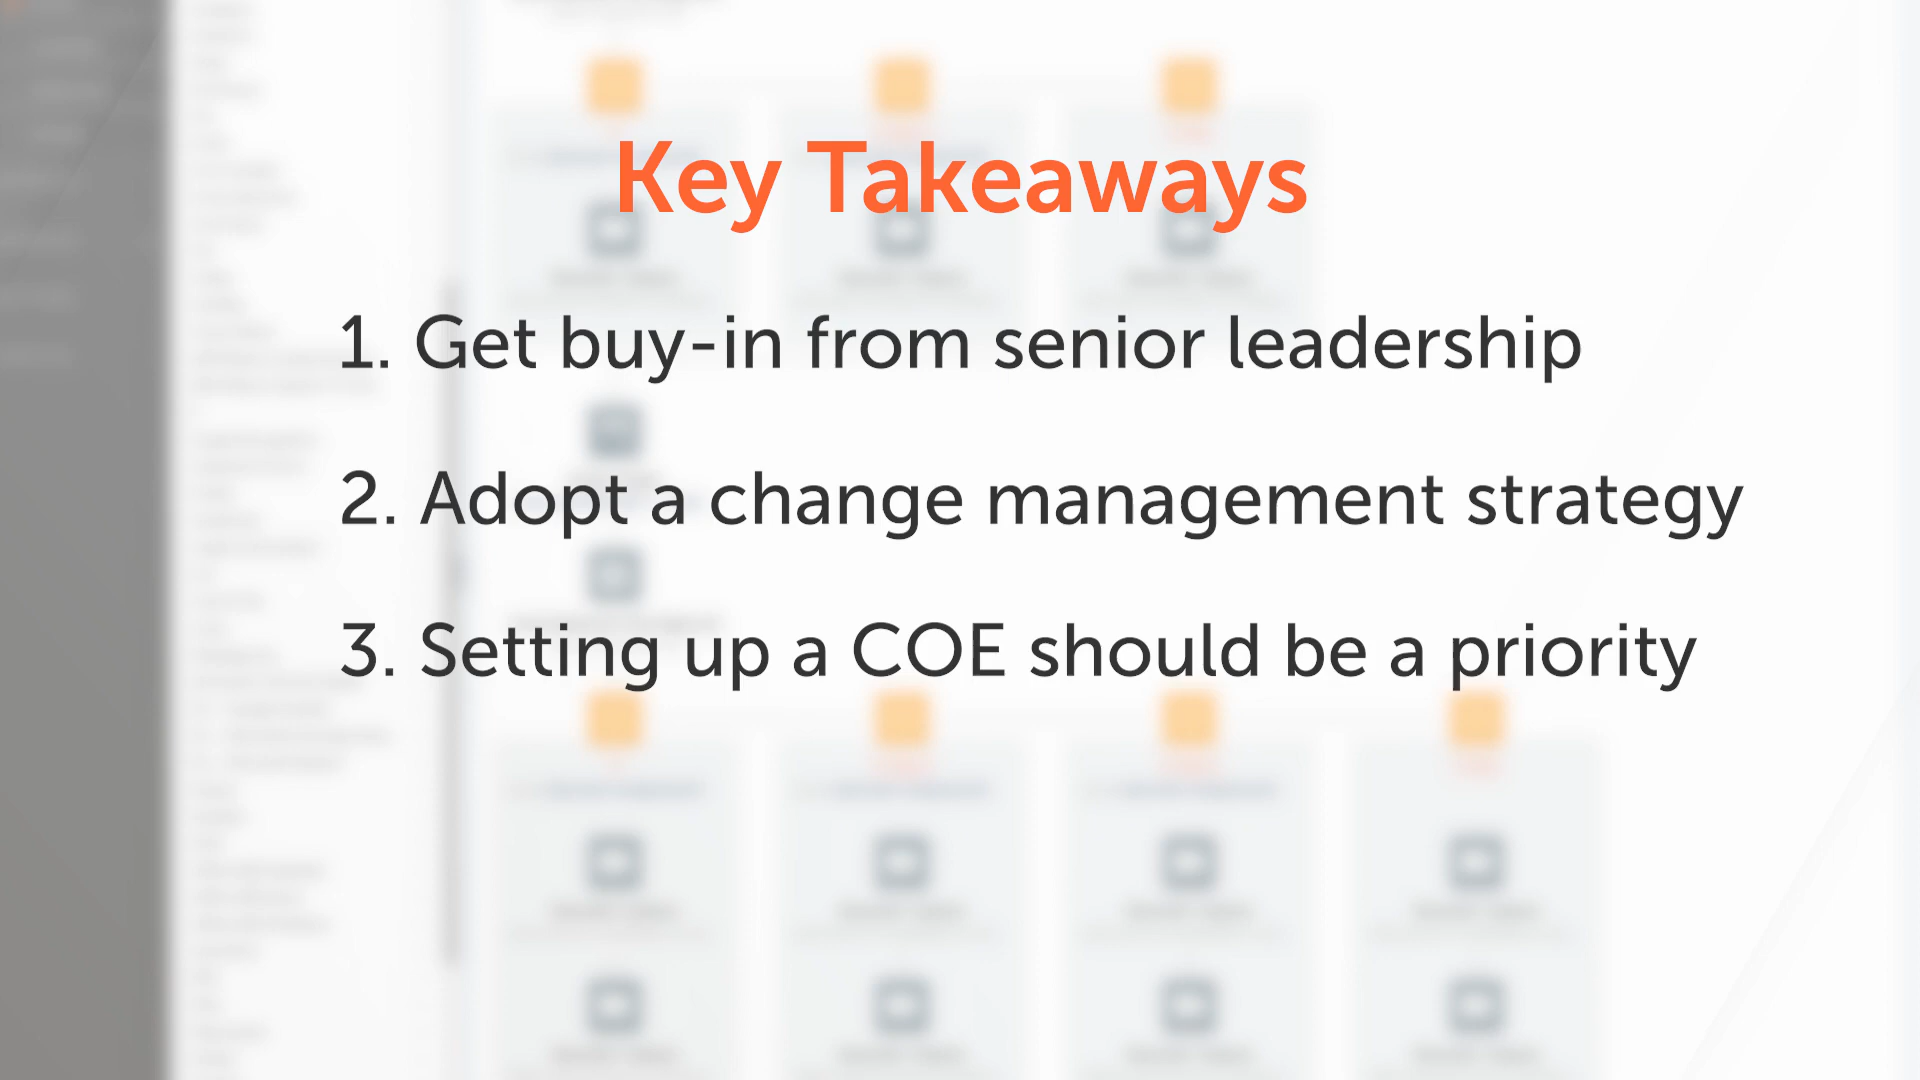 Key Takeaways
1. Get buy-in from senior leadership
2. Adopt a change management strategy
3. Setting up a COE should be a priority